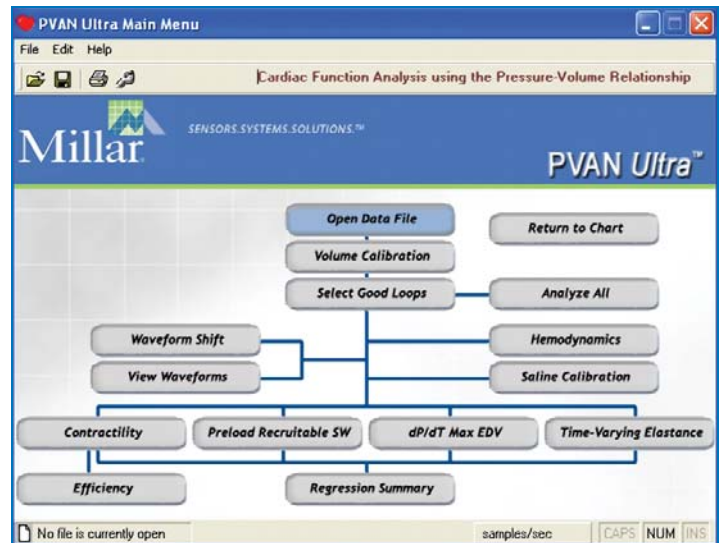 PVAN Ultra Main Menu
File Edit Help
Cardiac Function Analysis using the Pressure-Volume Relationship
Millar
SENSORS.SYSTEMS.SOLUTIONS.™
PVAN Ultra™
Open Data File
Return to Chart
Volume Calibration
Select Good Loops
Analyze All
Waveform Shift
Hemodynamics
View Waveforms
Saline Calibration
Contractility
Preload Recruitable SW
dP/dT Max EDV
Time-Varying Elastance
Efficiency
Regression Summary
No file is currently open
samples/sec
CAPS NUM INS